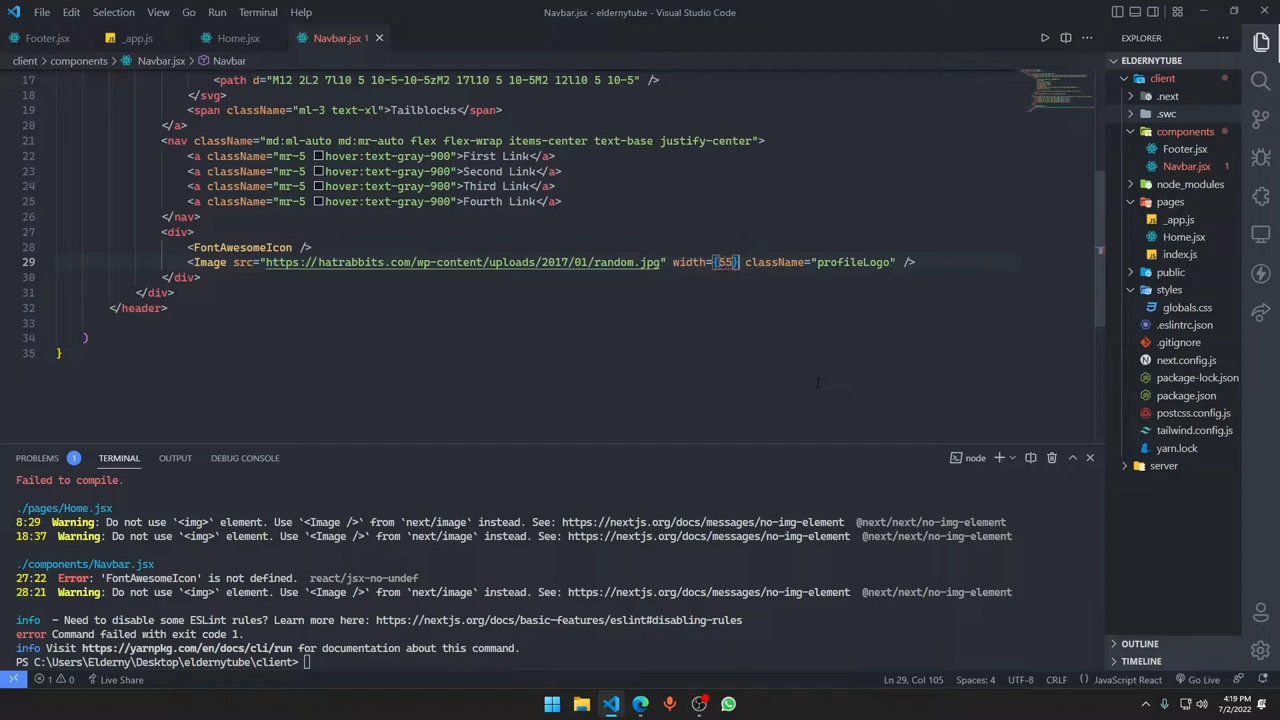 File Edit Selection View Go Run Terminal Help Navbar.jsx - eldernytube - Visual Studio Code
Footer.jsx _app.js Home.jsx Navbar.jsx 1
client > components > Navbar.jsx > Navbar
17 <path d="M12 2L2 7l10 5 10-5-10-5zM2 17l10 5 10-5M2 12l10 5 10-5" />
18 </svg>
19 <span className="ml-3 text-xl">Tailblocks</span>
20 </a>
21 <nav className="md:ml-auto md:mr-auto flex flex-wrap items-center text-base justify-center">
22 <a className="mr-5 hover:text-gray-900">First Link</a>
23 <a className="mr-5 hover:text-gray-900">Second Link</a>
24 <a className="mr-5 hover:text-gray-900">Third Link</a>
25 <a className="mr-5 hover:text-gray-900">Fourth Link</a>
26 </nav>
27 <div>
28 <FontAwesomeIcon />
29 <Image src="https://hatrabbits.com/wp-content/uploads/2017/01/random.jpg" width={55} className="profileLogo" />
30 </div>
31 </div>
32 </header>
33
34 )
35 }
PROBLEMS 1 TERMINAL OUTPUT DEBUG CONSOLE node
Failed to compile.
./pages/Home.jsx
8:29 Warning: Do not use `<img>` element. Use `<Image />` from `next/image` instead. See: https://nextjs.org/docs/messages/no-img-element @next/next/no-img-element
18:37 Warning: Do not use `<img>` element. Use `<Image />` from `next/image` instead. See: https://nextjs.org/docs/messages/no-img-element @next/next/no-img-element
./components/Navbar.jsx
27:22 Error: 'FontAwesomeIcon' is not defined. react/jsx-no-undef
28:21 Warning: Do not use `<img>` element. Use `<Image />` from `next/image` instead. See: https://nextjs.org/docs/messages/no-img-element @next/next/no-img-element
info - Need to disable some ESLint rules? Learn more here: https://nextjs.org/docs/basic-features/eslint#disabling-rules
error Command failed with exit code 1.
info Visit https://yarnpkg.com/en/docs/cli/run for documentation about this command.
PS C:\Users\Elderny\Desktop\eldernytube\client>
EXPLORER
ELDERNYTUBE
client
.next
.swc
components
Footer.jsx
Navbar.jsx 1
node_modules
pages
_app.js
Home.jsx
index.js
public
styles
globals.css
.eslintrc.json
.gitignore
next.config.js
package-lock.json
package.json
postcss.config.js
tailwind.config.js
yarn.lock
server
OUTLINE
TIMELINE
1 0 Live Share Ln 29, Col 105 Spaces: 4 UTF-8 CRLF JavaScript React Go Live Prettier
4:19 PM
7/2/2022